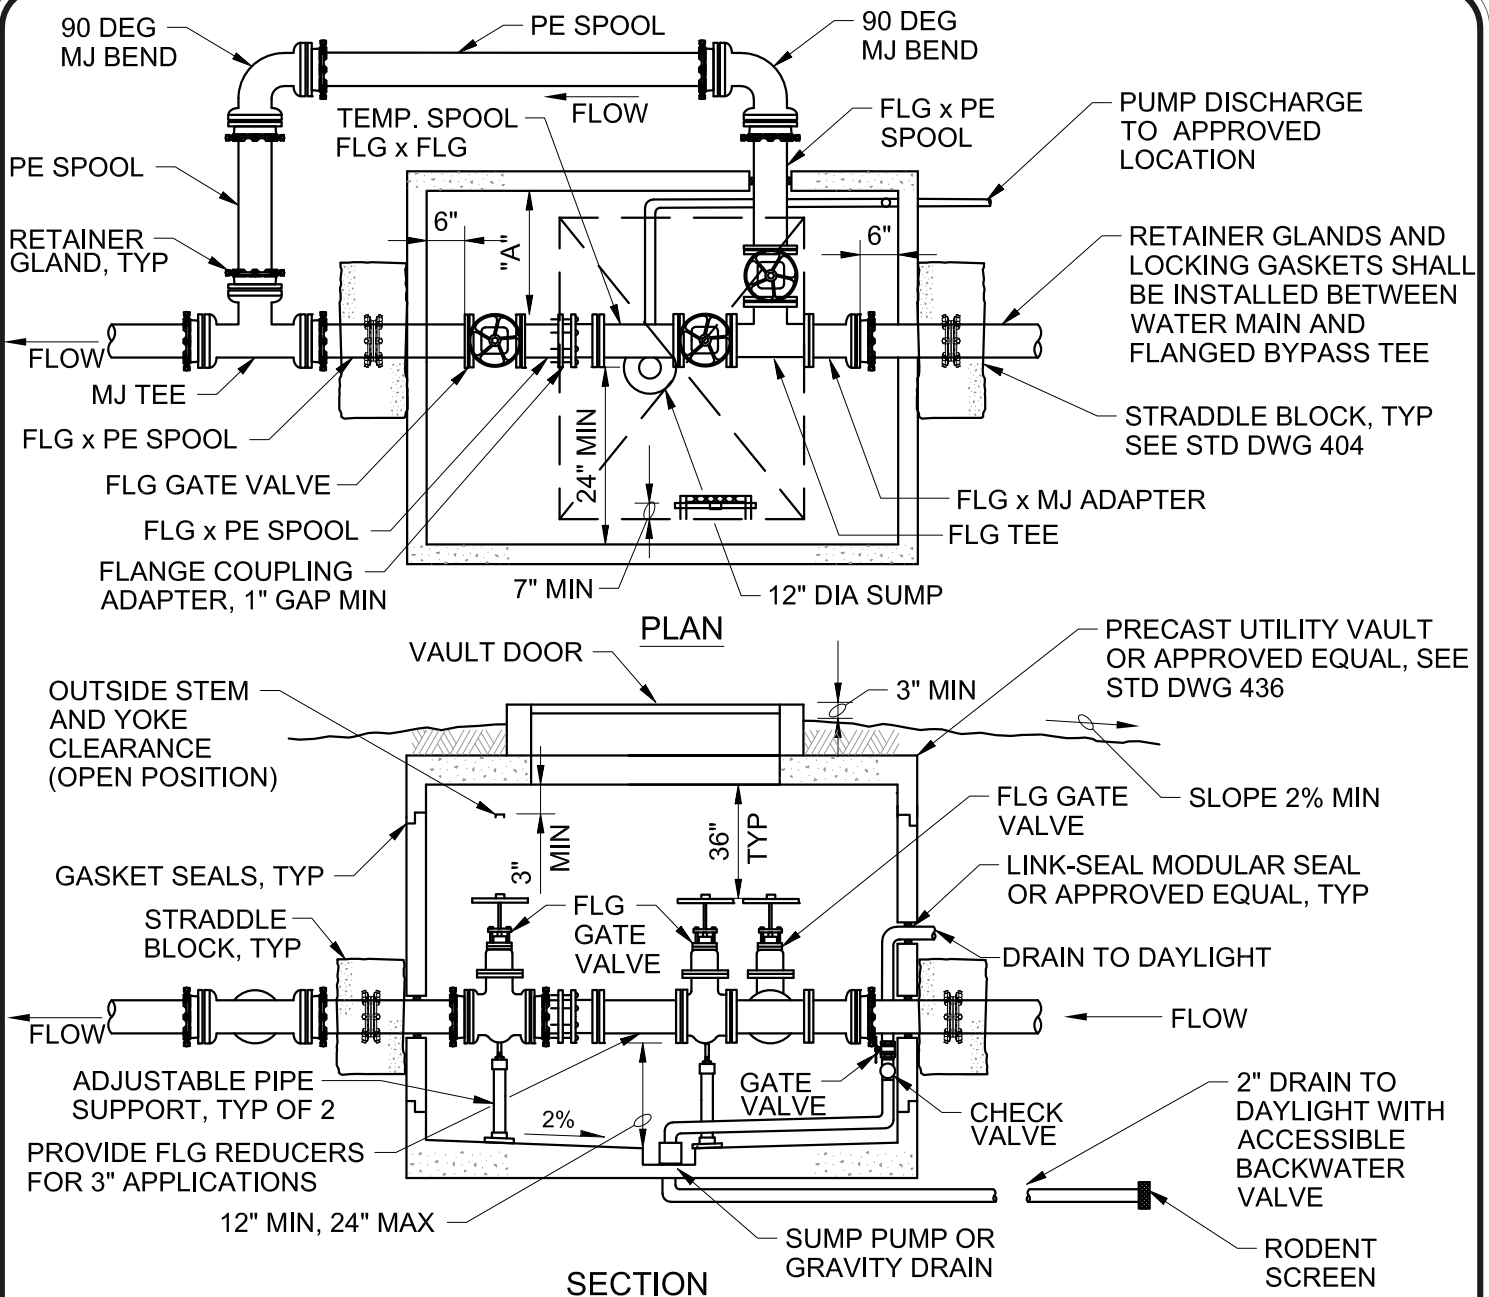 90 DEG
MJ BEND
PE SPOOL
90 DEG
MJ BEND
FLOW
TEMP. SPOOL
FLG x FLG
FLG x PE
SPOOL
PUMP DISCHARGE
TO APPROVED
LOCATION
PE SPOOL
RETAINER
GLAND, TYP
6"
"A"
6"
RETAINER GLANDS AND
LOCKING GASKETS SHALL
BE INSTALLED BETWEEN
WATER MAIN AND
FLANGED BYPASS TEE
FLOW
MJ TEE
FLG x PE SPOOL
FLG GATE VALVE
FLG x PE SPOOL
FLANGE COUPLING
ADAPTER, 1" GAP MIN
24" MIN
7" MIN
12" DIA SUMP
STRADDLE BLOCK, TYP
SEE STD DWG 404
FLG x MJ ADAPTER
FLG TEE
PLAN
VAULT DOOR
PRECAST UTILITY VAULT
OR APPROVED EQUAL, SEE
STD DWG 436
OUTSIDE STEM
AND YOKE
CLEARANCE
(OPEN POSITION)
3" MIN
SLOPE 2% MIN
3"
MIN
36"
TYP
FLG GATE
VALVE
GASKET SEALS, TYP
LINK-SEAL MODULAR SEAL
OR APPROVED EQUAL, TYP
STRADDLE
BLOCK, TYP
FLG
GATE
VALVE
DRAIN TO DAYLIGHT
FLOW
FLOW
ADJUSTABLE PIPE
SUPPORT, TYP OF 2
2%
GATE
VALVE
CHECK
VALVE
2" DRAIN TO
DAYLIGHT WITH
ACCESSIBLE
BACKWATER
VALVE
PROVIDE FLG REDUCERS
FOR 3" APPLICATIONS
12" MIN, 24" MAX
SUMP PUMP OR
GRAVITY DRAIN
RODENT
SCREEN
SECTION